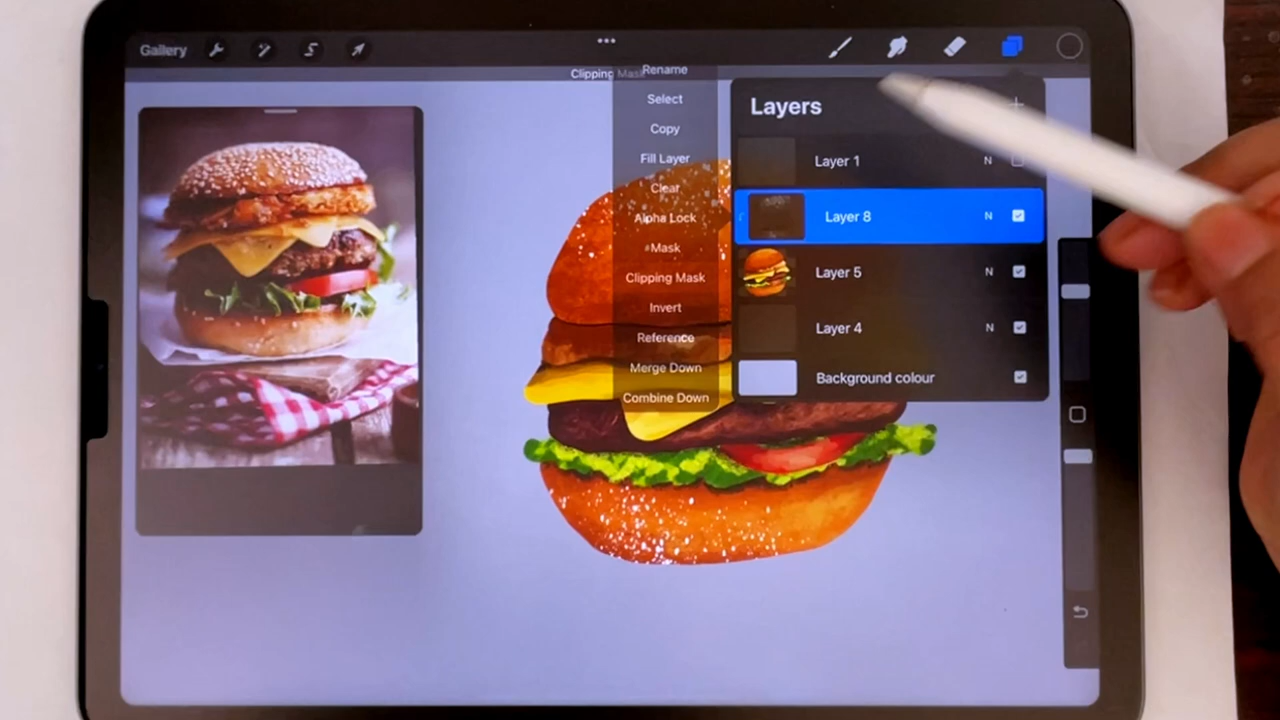 Gallery
Clipping Mask
Rename
Select
Copy
Fill Layer
Clear
Alpha Lock
Mask
Clipping Mask
Invert
Reference
Merge Down
Combine Down
Layers
Layer 1 N
Layer 8 N
Layer 5 N
Layer 4 N
Background colour